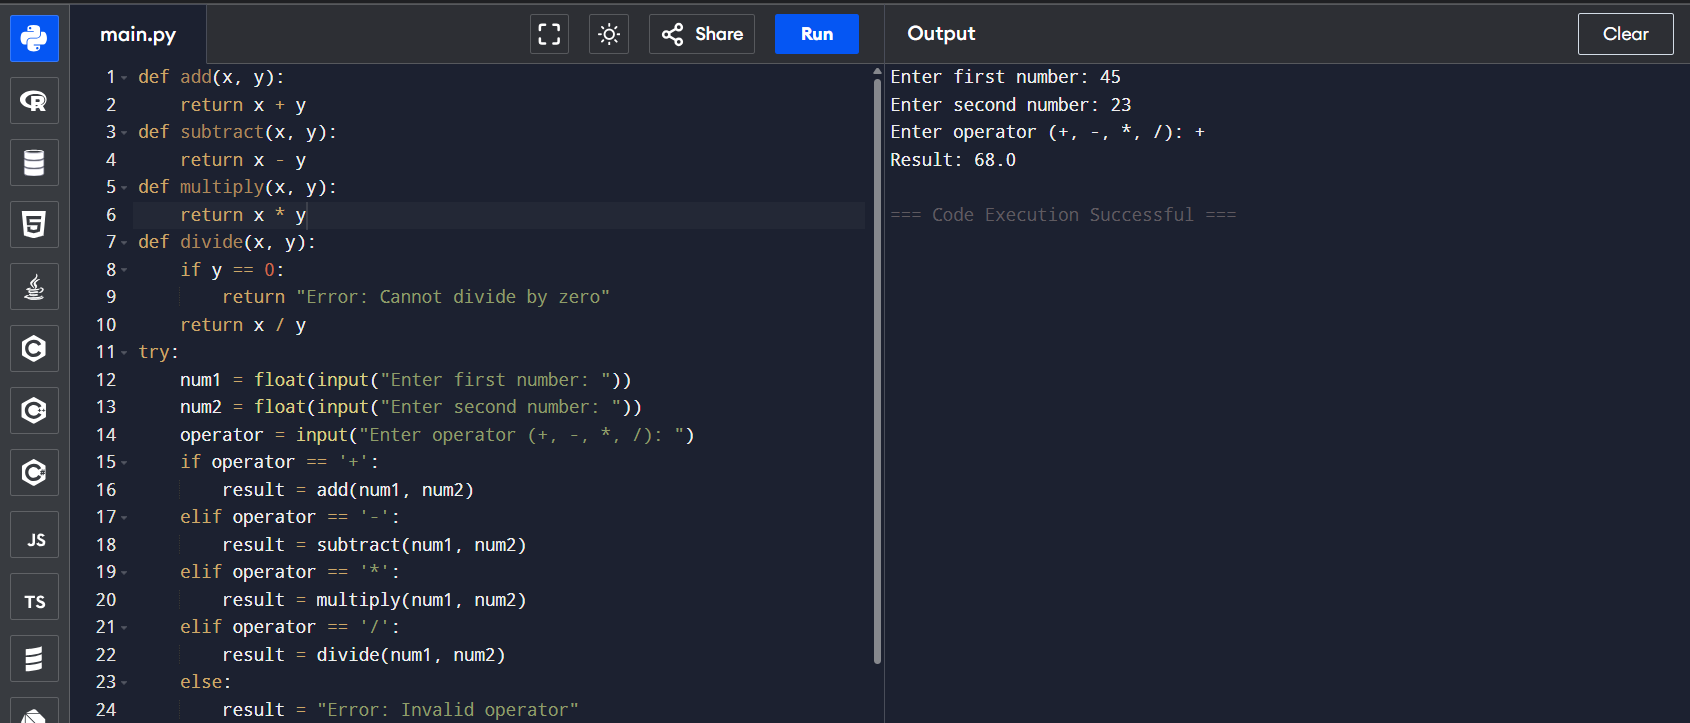 main.py
Share
Run
Output
Clear
1 def add(x, y):
2     return x + y
3 def subtract(x, y):
4     return x - y
5 def multiply(x, y):
6     return x * y
7 def divide(x, y):
8     if y == 0:
9         return "Error: Cannot divide by zero"
10     return x / y
11 try:
12     num1 = float(input("Enter first number: "))
13     num2 = float(input("Enter second number: "))
14     operator = input("Enter operator (+, -, *, /): ")
15     if operator == '+':
16         result = add(num1, num2)
17     elif operator == '-':
18         result = subtract(num1, num2)
19     elif operator == '*':
20         result = multiply(num1, num2)
21     elif operator == '/':
22         result = divide(num1, num2)
23     else:
24         result = "Error: Invalid operator"
Enter first number: 45
Enter second number: 23
Enter operator (+, -, *, /): +
Result: 68.0
=== Code Execution Successful ===
R
5
C
C++
C#
JS
TS